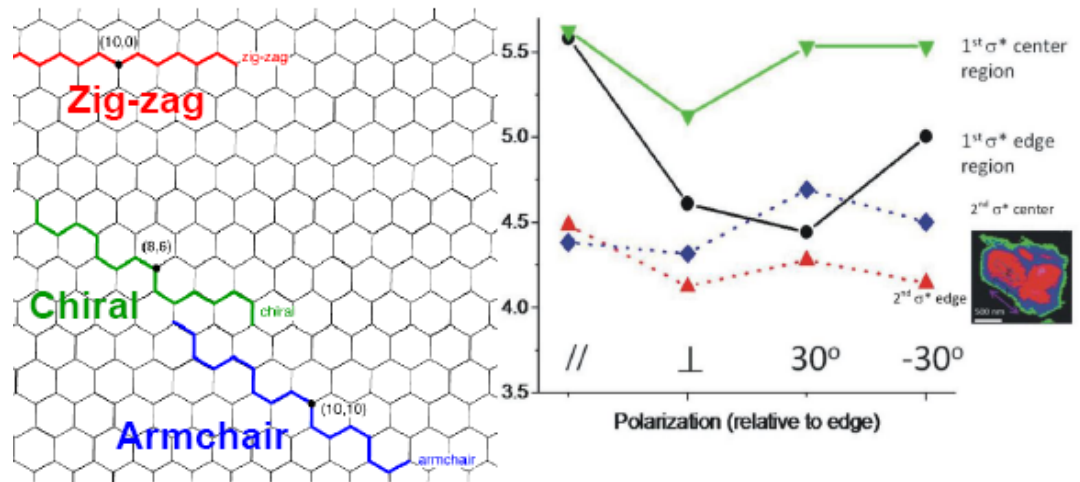 (10,0)
zig-zag
Zig-zag
(8,6)
Chiral
chiral
(10,10)
Armchair
armchair
5.5
5.0
4.5
4.0
3.5
1st σ* center
region
1st σ* edge
region
2nd σ* center
2nd σ* edge
500 nm
//
⊥
30º
-30º
Polarization (relative to edge)